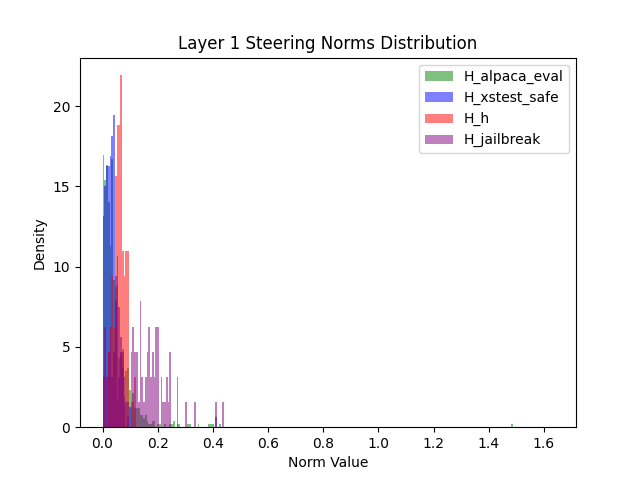 Layer 1 Steering Norms Distribution
H_alpaca_eval
H_xstest_safe
H_h
H_jailbreak
Density
20
15
10
5
0
0.0 0.2 0.4 0.6 0.8 1.0 1.2 1.4 1.6
Norm Value